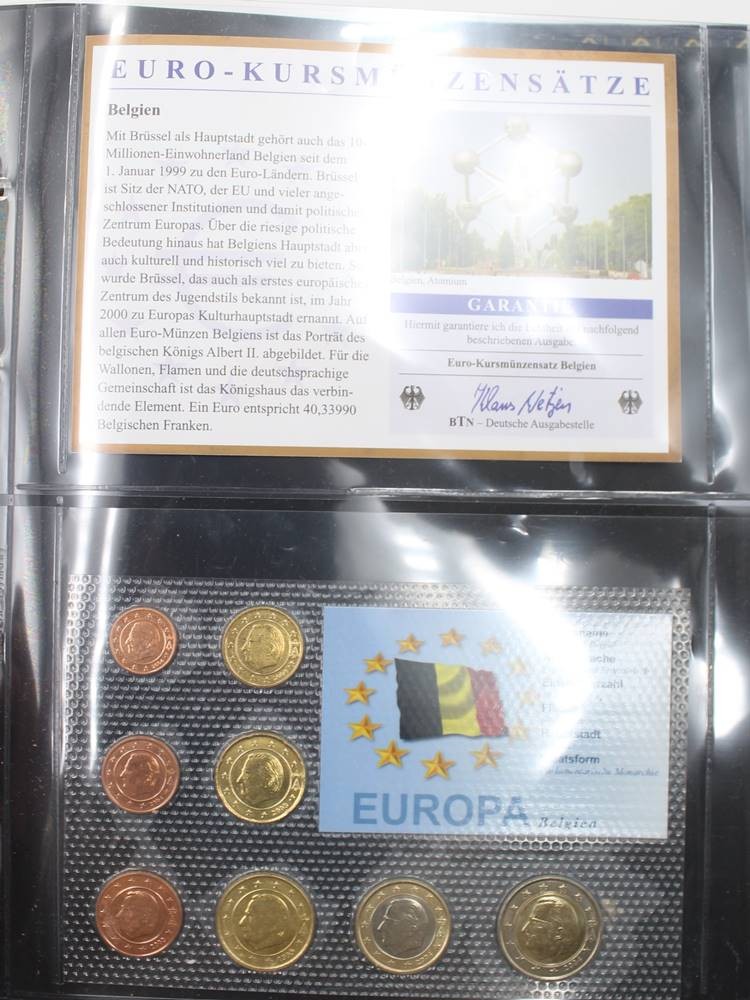 EURO-KURSMÜNZENSÄTZE
Belgien
Mit Brüssel als Hauptstadt gehört auch das 10-
Millionen-Einwohnerland Belgien seit dem
1. Januar 1999 zu den Euro-Ländern. Brüssel
ist Sitz der NATO, der EU und vieler ange-
schlossener Institutionen und damit politisches
Zentrum Europas. Über die riesige politische
Bedeutung hinaus hat Belgiens Hauptstadt aber
auch kulturell und historisch viel zu bieten. So
wurde Brüssel, das auch als erstes europäisches
Zentrum des Jugendstils bekannt ist, im Jahr
2000 zu Europas Kulturhauptstadt ernannt. Auf
allen Euro-Münzen Belgiens ist das Porträt des
belgischen Königs Albert II. abgebildet. Für die
Wallonen, Flamen und die deutschsprachige
Gemeinschaft ist das Königshaus das verbin-
dende Element. Ein Euro entspricht 40,33990
Belgischen Franken.
Belgien, Atomium
GARANTIE
Hiermit garantiere ich die Echtheit der nachfolgend
beschriebenen Ausgabe
Euro-Kursmünzensatz Belgien
Klaus Netzen
BTN – Deutsche Ausgabestelle
EUROPA
Belgien